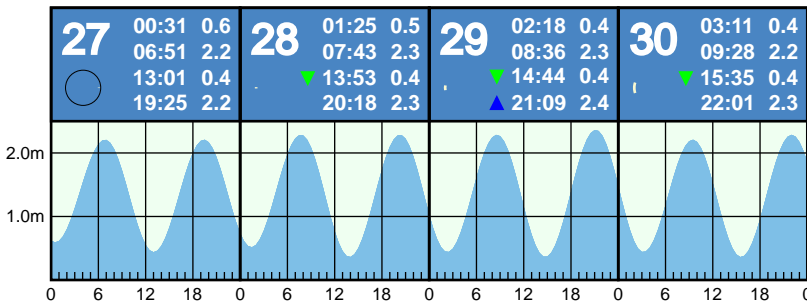 27 00:31 0.6
06:51 2.2
13:01 0.4
19:25 2.2
28 01:25 0.5
07:43 2.3
▼ 13:53 0.4
20:18 2.3
29 02:18 0.4
08:36 2.3
▼ 14:44 0.4
▲ 21:09 2.4
30 03:11 0.4
09:28 2.2
▼ 15:35 0.4
22:01 2.3
2.0m
1.0m
0 6 12 18 0 6 12 18 0 6 12 18 0 6 12 18 0